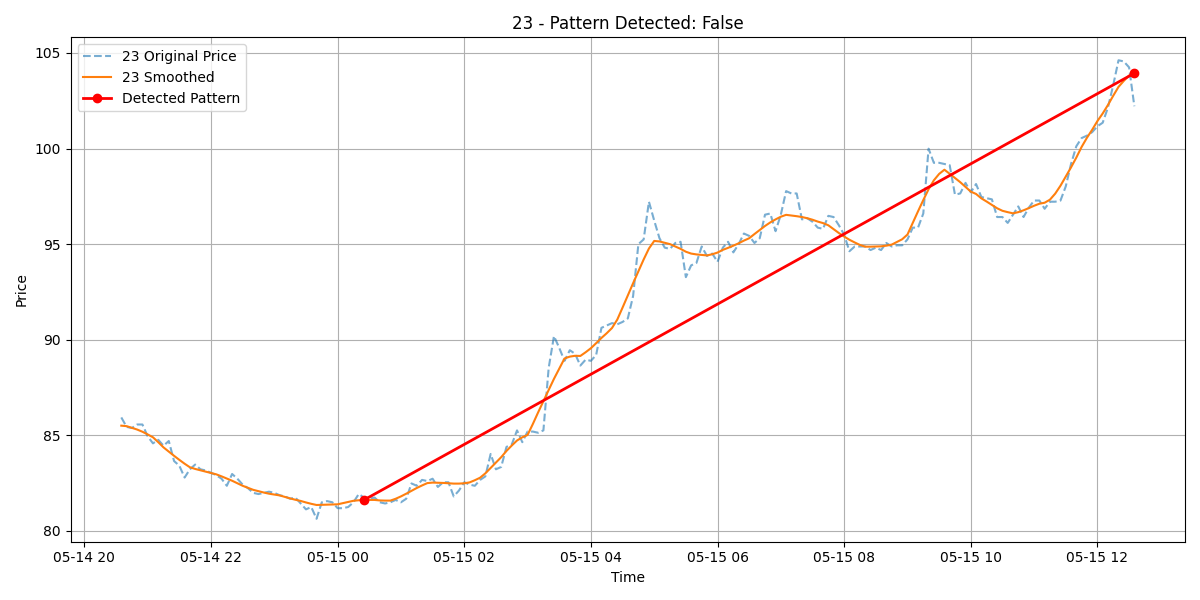 23 - Pattern Detected: False
23 Original Price
23 Smoothed
Detected Pattern
Price
105
100
95
90
85
80
05-14 20 05-14 22 05-15 00 05-15 02 05-15 04 05-15 06 05-15 08 05-15 10 05-15 12
Time